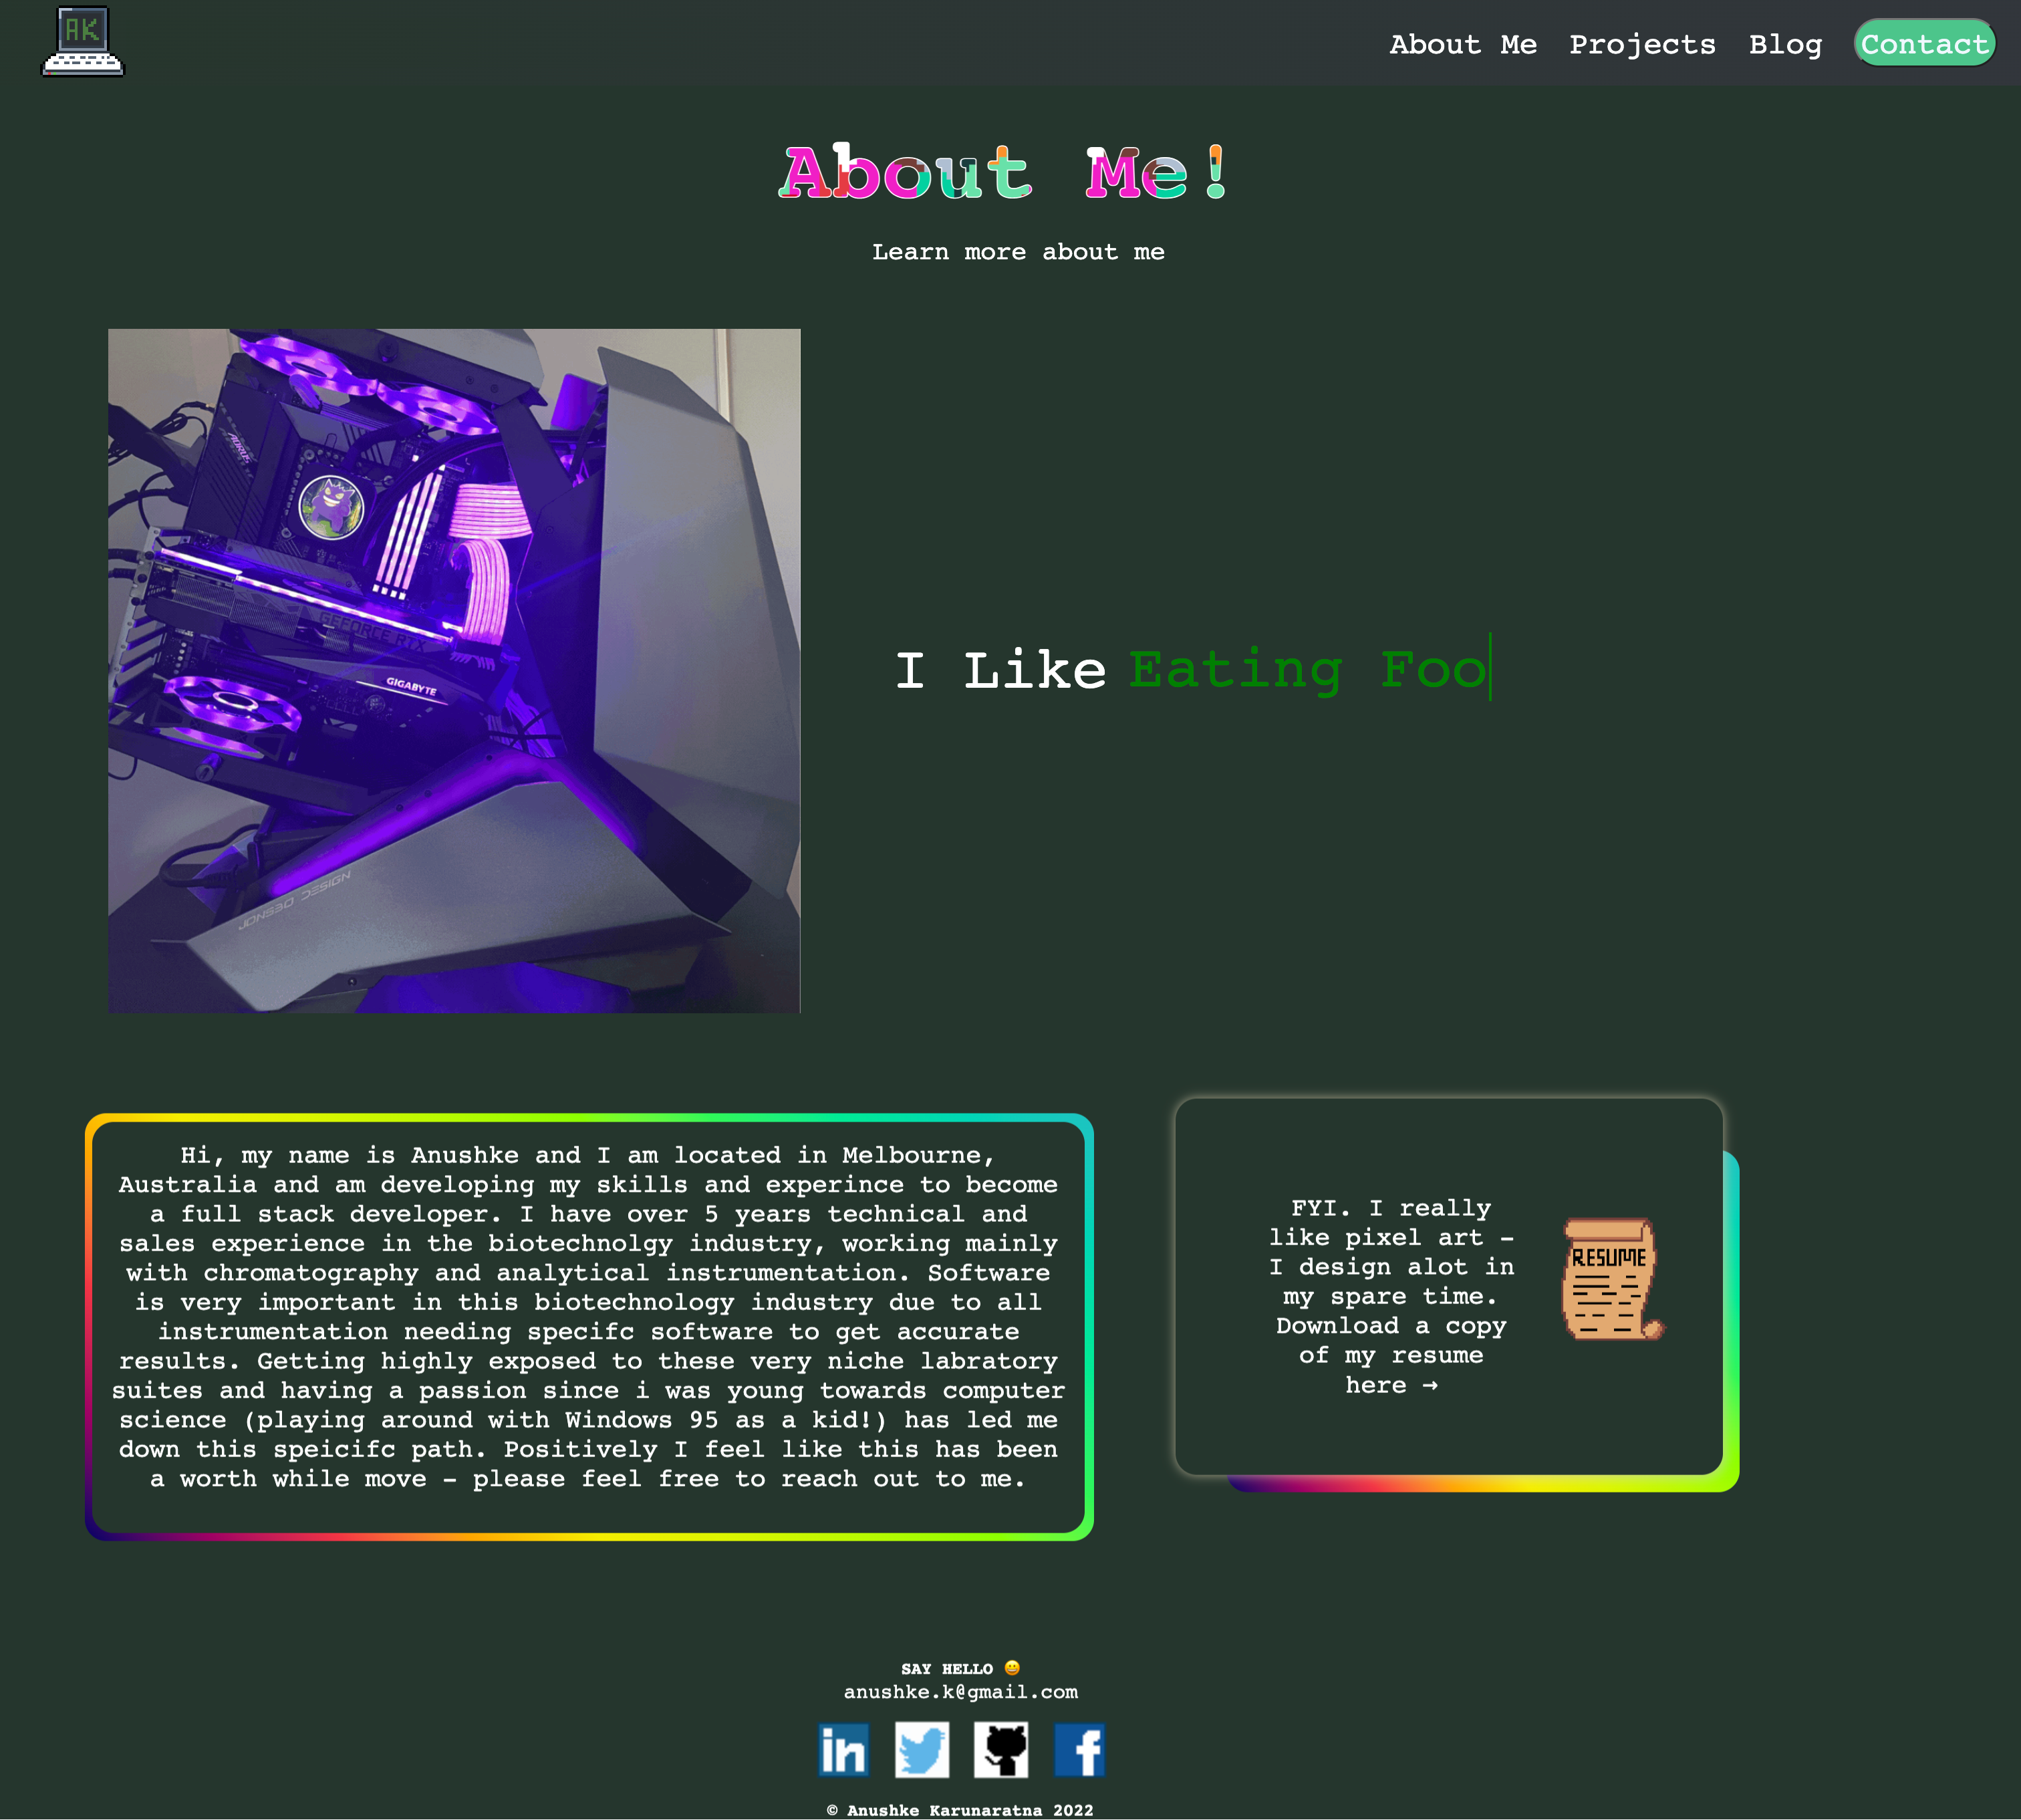 AK
About Me Projects Blog Contact
About Me!
Learn more about me
AORUS
GEFORCE RTX
GIGABYTE
JONSBO DESIGN
I Like Eating Foo
Hi, my name is Anushke and I am located in Melbourne,
Australia and am developing my skills and experince to become
a full stack developer. I have over 5 years technical and
sales experience in the biotechnolgy industry, working mainly
with chromatography and analytical instrumentation. Software
is very important in this biotechnology industry due to all
instrumentation needing specifc software to get accurate
results. Getting highly exposed to these very niche labratory
suites and having a passion since i was young towards computer
science (playing around with Windows 95 as a kid!) has led me
down this speicifc path. Positively I feel like this has been
a worth while move – please feel free to reach out to me.
FYI. I really
like pixel art –
I design alot in
my spare time.
Download a copy
of my resume
here →
RESUME
SAY HELLO 😀
anushke.k@gmail.com
in
f
© Anushke Karunaratna 2022